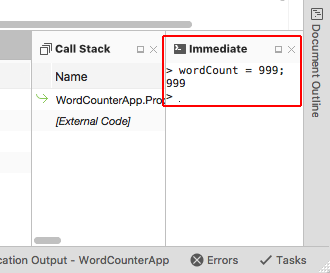 Call Stack
Immediate
Name
> wordCount = 999;
999
>
WordCounterApp.Pro
[External Code]
Document Outline
cation Output - WordCounterApp
Errors
Tasks